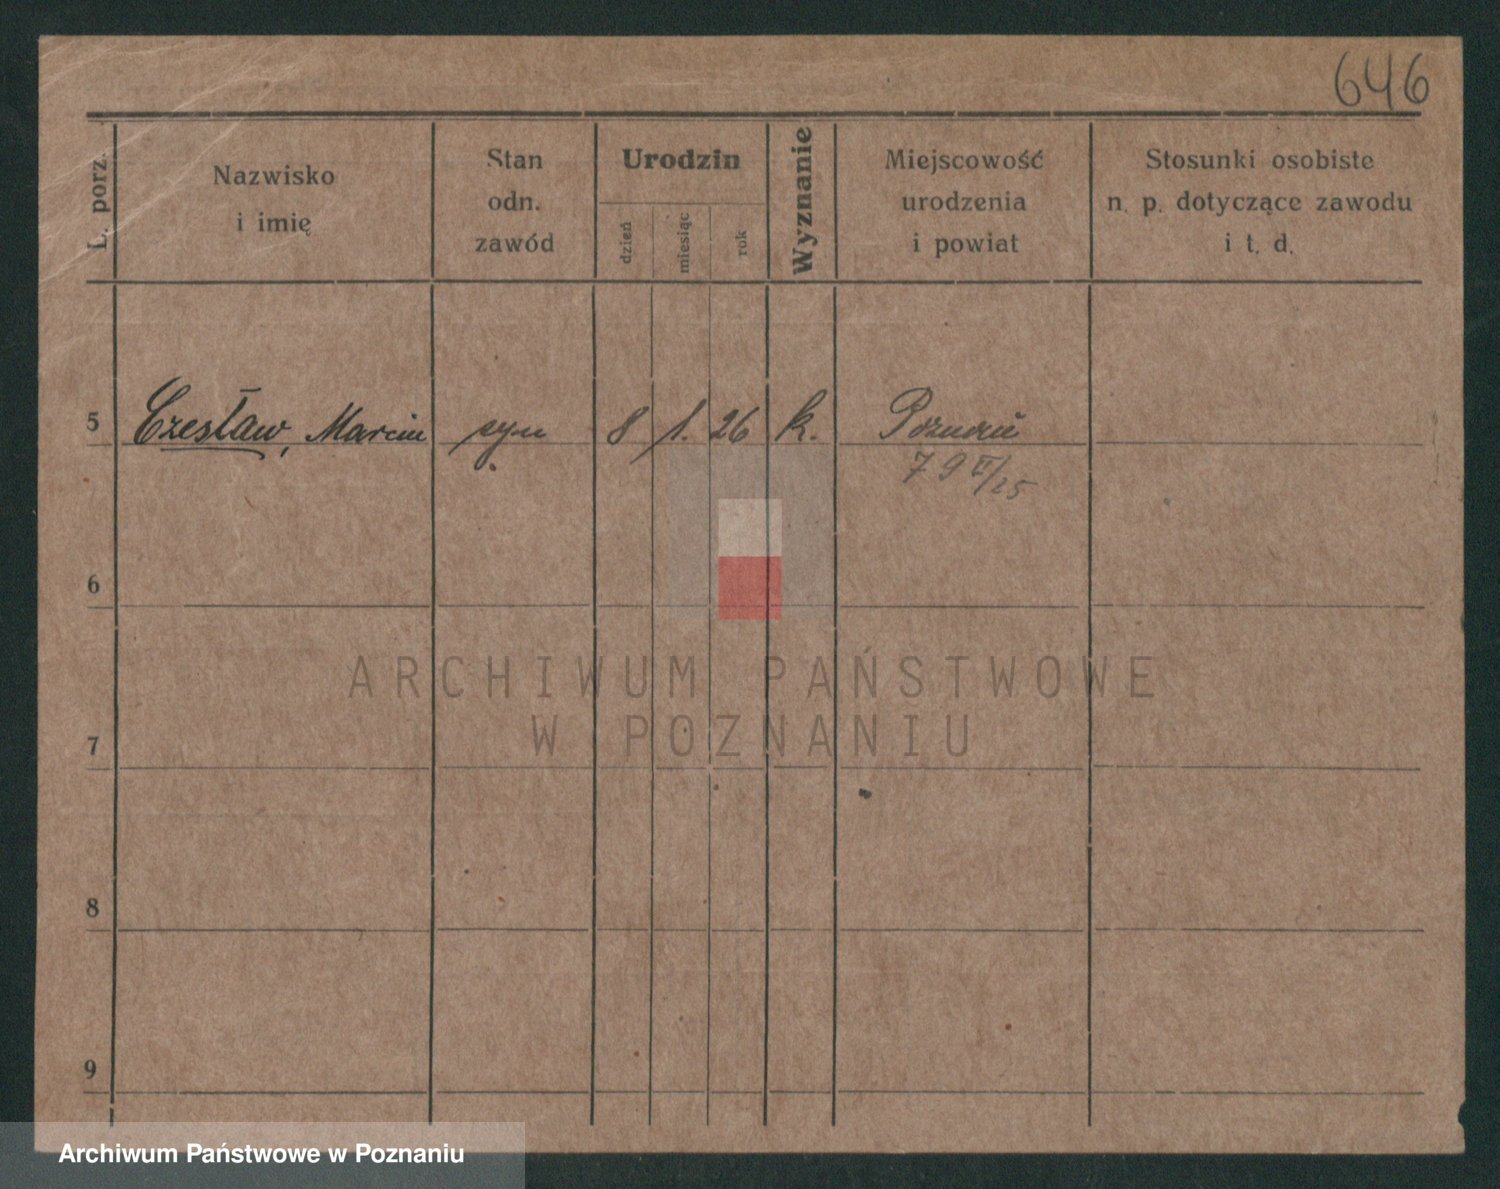 646
L. porz.
Nazwisko
i imię
Stan
odn.
zawód
Urodzin
dzień
miesiąc
rok
Wyznanie
Miejscowość
urodzenia
i powiat
Stosunki osobiste
n. p. dotyczące zawodu
i t. d.
5 Czesław, Marcin syn 8 1. 26 k. Poznań
79 II/25
6
ARCHIWUM PAŃSTWOWE
W POZNANIU
7
8
9
Archiwum Państwowe w Poznaniu